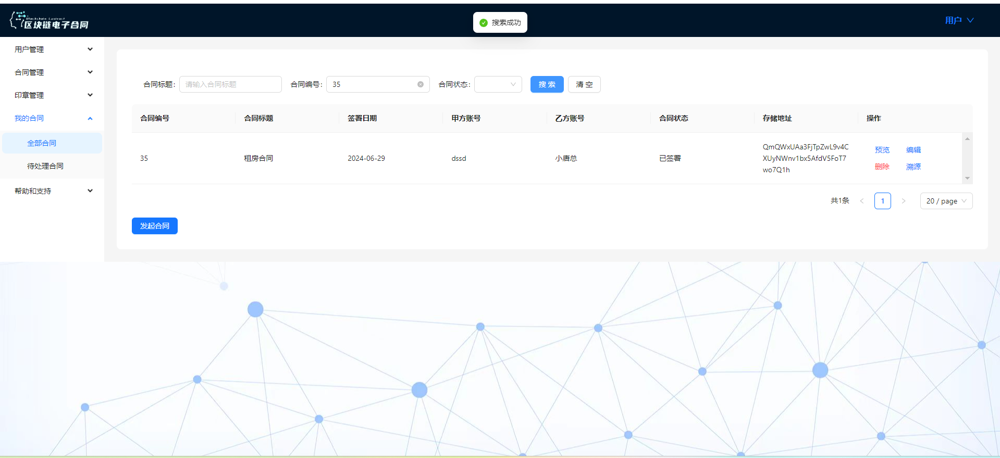 Blockchain Contract
区块链电子合同
搜索成功
用户
用户管理
合同管理
印章管理
我的合同
全部合同
待处理合同
帮助和支持
合同标题: 请输入合同标题 合同编号: 35 合同状态: 搜 索 清 空
合同编号 合同标题 签署日期 甲方账号 乙方账号 合同状态 存储地址 操作
35 租房合同 2024-06-29 dssd 小唐总 已签署
QmQWxUAa3FjTpZwL9v4C
XUyNWnv1bx5AfdV5FoT7
wo7Q1h
预览 编辑
删除 溯源
共1条 1 20 / page
发起合同